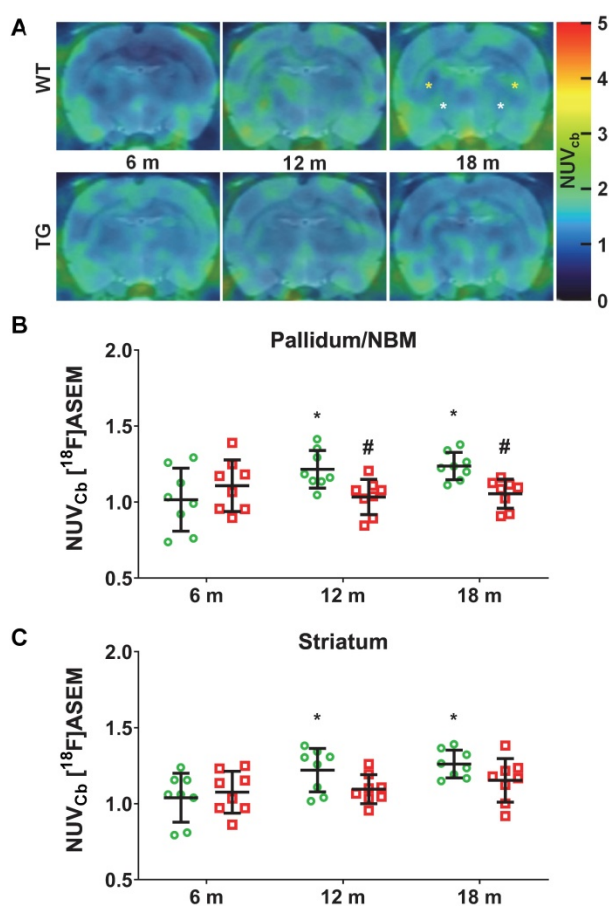 A
WT
* *
* *
6 m 12 m 18 m
TG
5
4
3
2
1
0
NUVcb
B
Pallidum/NBM
NUVCb [18F]ASEM
2.0
1.5
1.0
0.5
* # * #
6 m 12 m 18 m
C
Striatum
NUVCb [18F]ASEM
2.0
1.5
1.0
0.5
* *
6 m 12 m 18 m